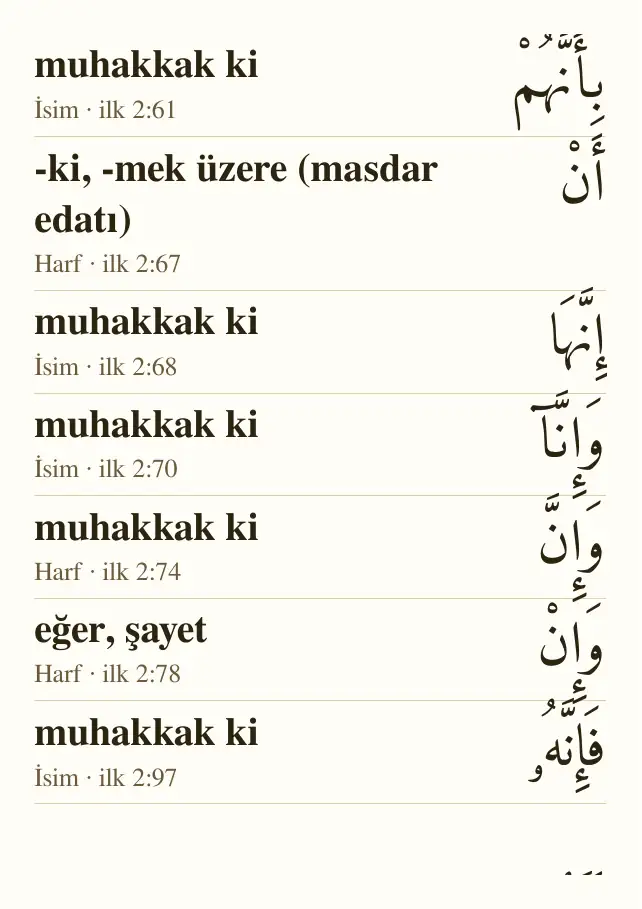 muhakkak ki بِأَنَّهُمْ
İsim · ilk 2:61
-ki, -mek üzere (masdar أَنْ
edatı)
Harf · ilk 2:67
muhakkak ki إِنَّهَا
İsim · ilk 2:68
muhakkak ki وَإِنَّآ
İsim · ilk 2:70
muhakkak ki وَإِنَّ
Harf · ilk 2:74
eğer, şayet وَإِنْ
Harf · ilk 2:78
muhakkak ki فَإِنَّهُۥ
İsim · ilk 2:97